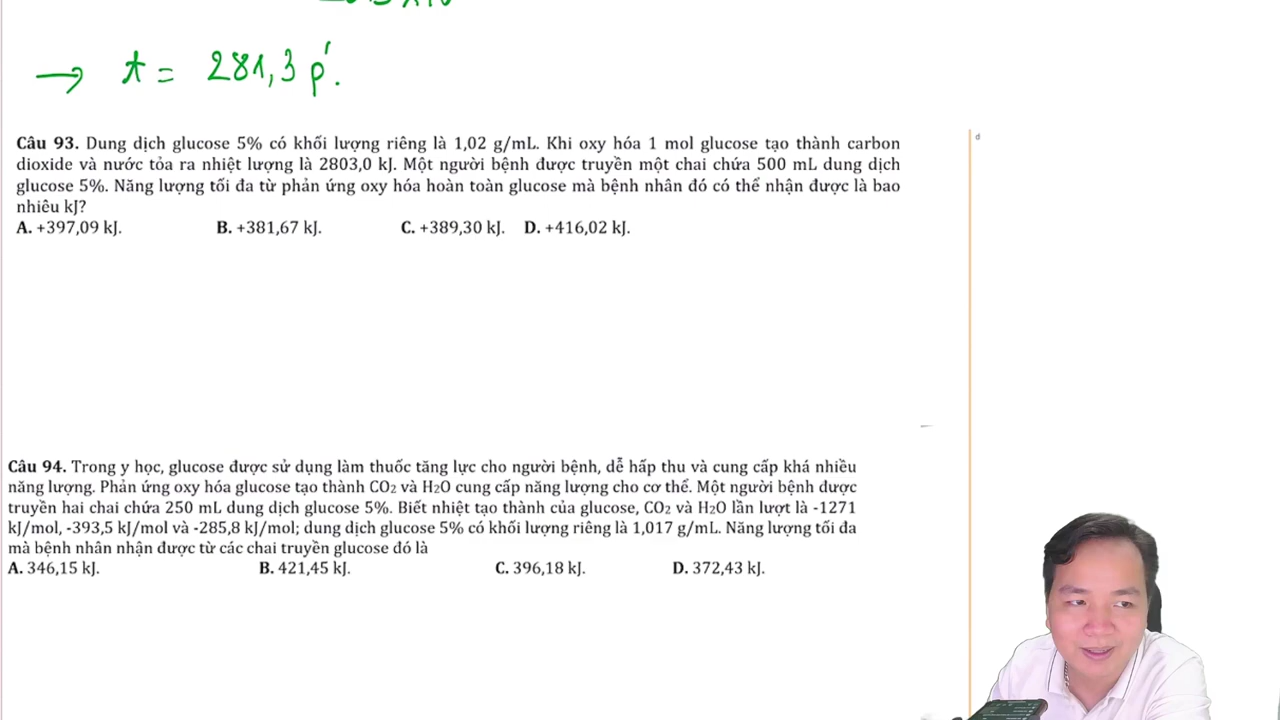 → t = 281,3 p'.
Câu 93. Dung dịch glucose 5% có khối lượng riêng là 1,02 g/mL. Khi oxy hóa 1 mol glucose tạo thành carbon
dioxide và nước tỏa ra nhiệt lượng là 2803,0 kJ. Một người bệnh được truyền một chai chứa 500 mL dung dịch
glucose 5%. Năng lượng tối đa từ phản ứng oxy hóa hoàn toàn glucose mà bệnh nhân đó có thể nhận được là bao
nhiêu kJ?
A. +397,09 kJ. B. +381,67 kJ. C. +389,30 kJ. D. +416,02 kJ.
d
Câu 94. Trong y học, glucose được sử dụng làm thuốc tăng lực cho người bệnh, dễ hấp thu và cung cấp khá nhiều
năng lượng. Phản ứng oxy hóa glucose tạo thành CO₂ và H₂O cung cấp năng lượng cho cơ thể. Một người bệnh được
truyền hai chai chứa 250 mL dung dịch glucose 5%. Biết nhiệt tạo thành của glucose, CO₂ và H₂O lần lượt là -1271
kJ/mol, -393,5 kJ/mol và -285,8 kJ/mol; dung dịch glucose 5% có khối lượng riêng là 1,017 g/mL. Năng lượng tối đa
mà bệnh nhân nhận được từ các chai truyền glucose đó là
A. 346,15 kJ. B. 421,45 kJ. C. 396,18 kJ. D. 372,43 kJ.